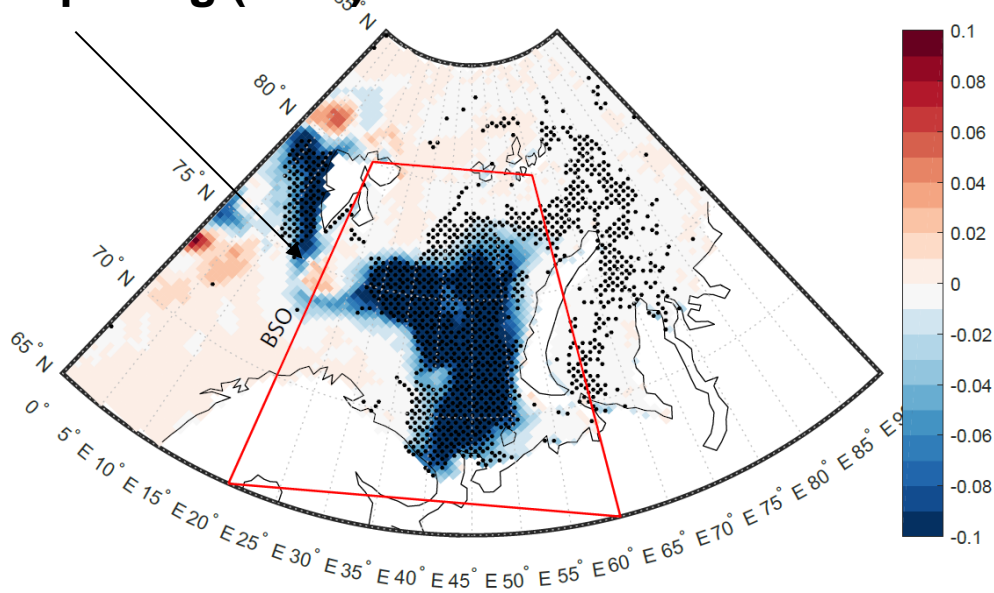 80° N
75° N
70° N
65° N
0°
5° E
10° E
15° E
20° E
25° E
30° E
35° E
40° E
45° E
50° E
55° E
60° E
65° E
70° E
75° E
80° E
85° E
BSO
0.1
0.08
0.06
0.04
0.02
0
-0.02
-0.04
-0.06
-0.08
-0.1